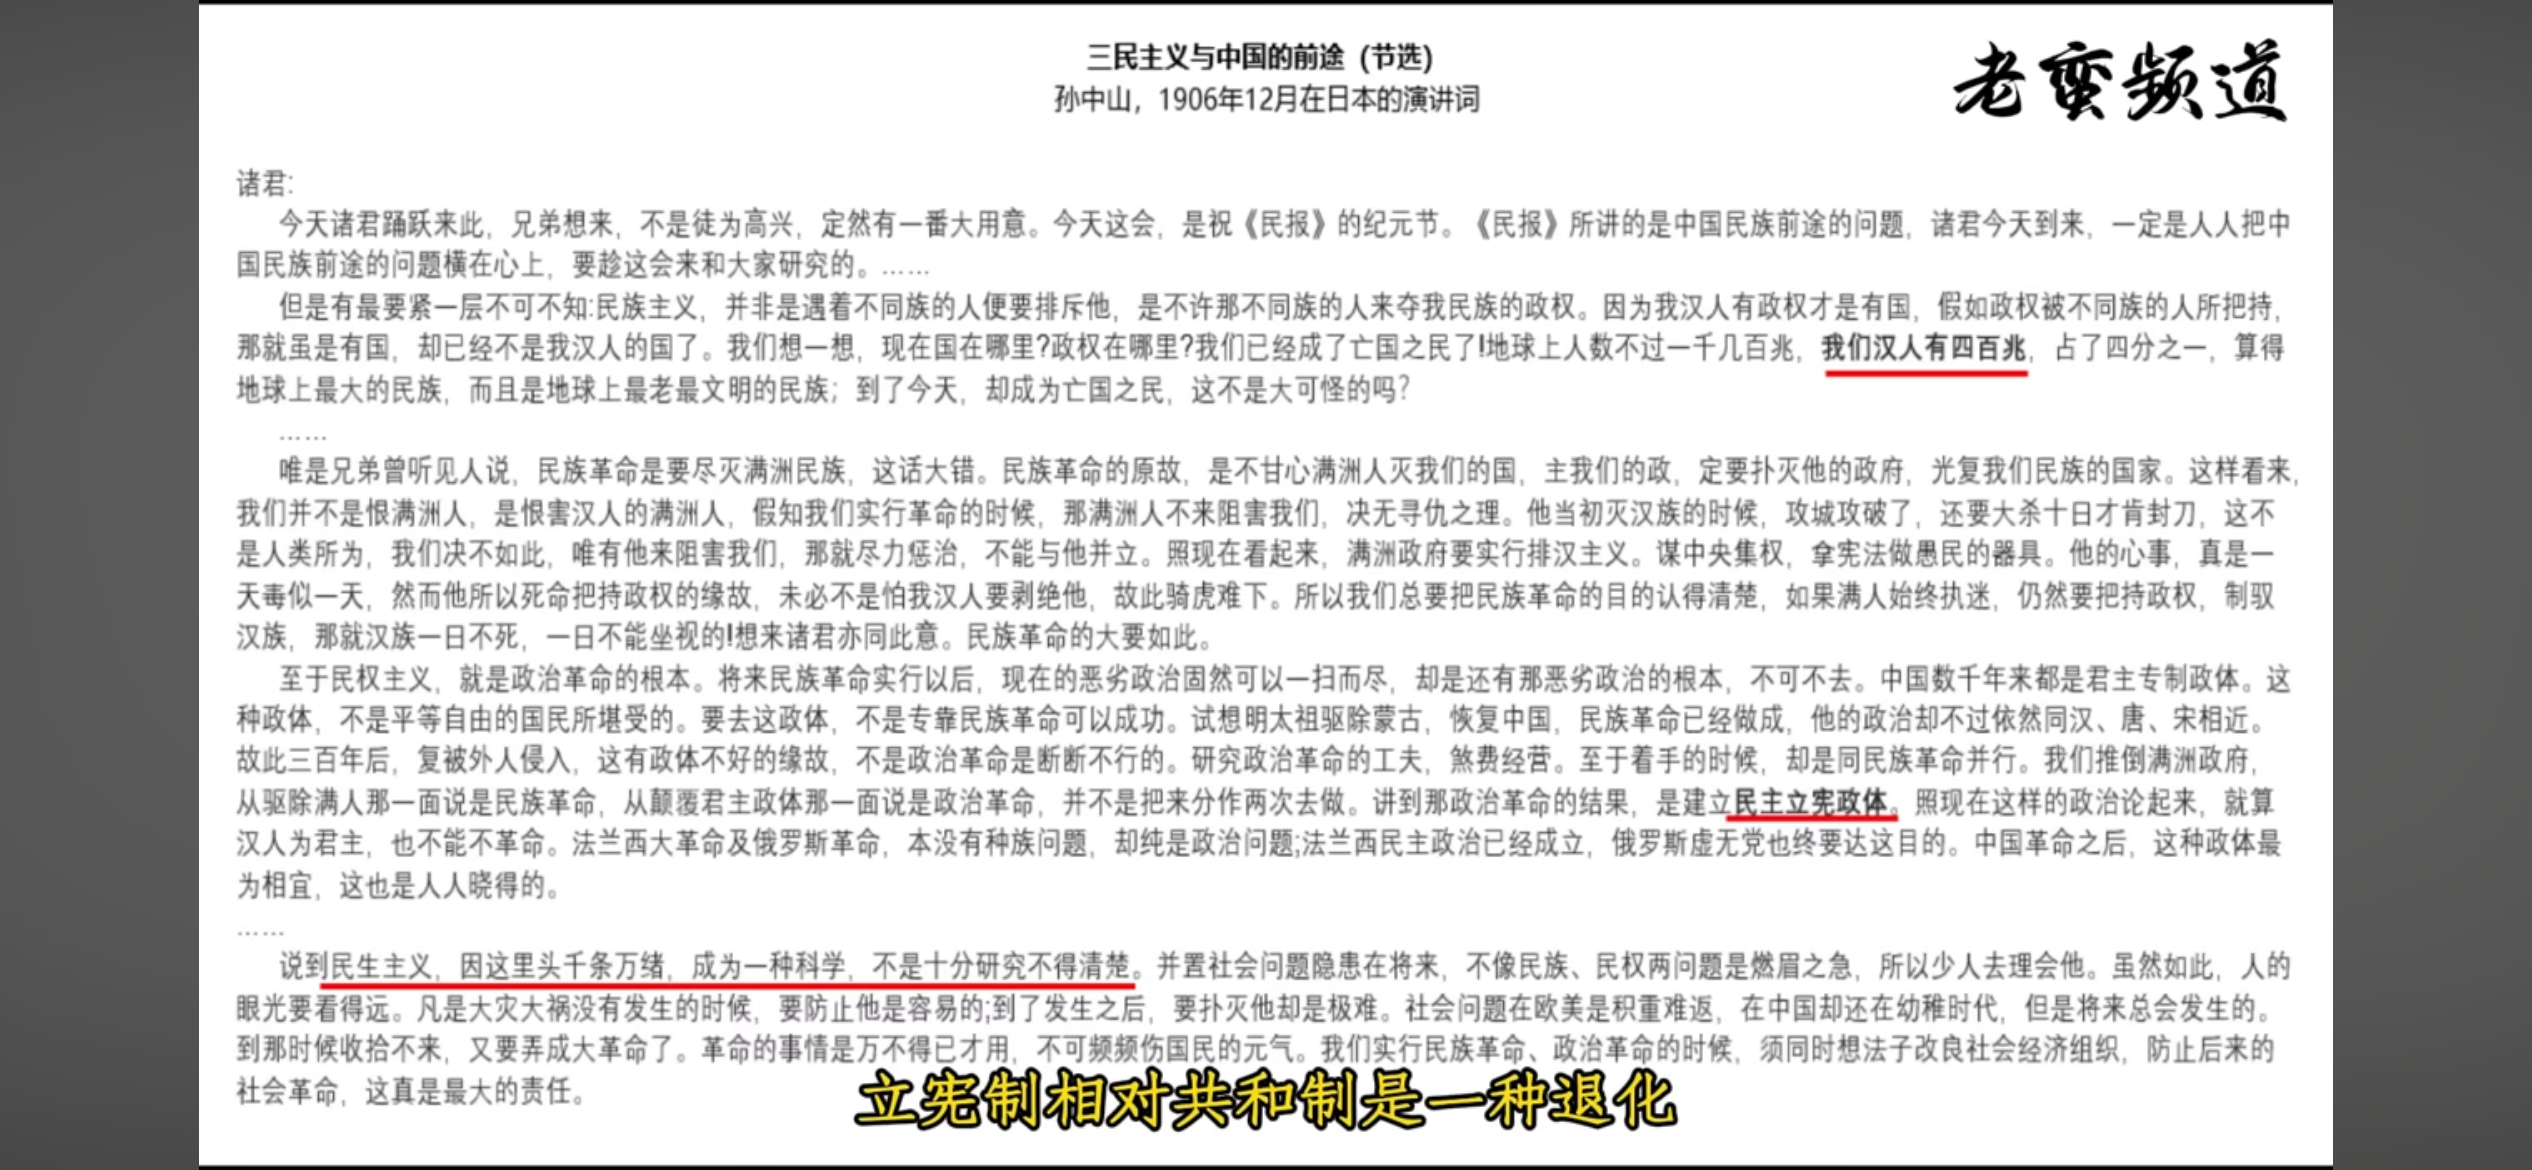 三民主义与中国的前途（节选）
孙中山，1906年12月在日本的演讲词
老蛮频道
诸君:
今天诸君踊跃来此，兄弟想来，不是徒为高兴，定然有一番大用意。今天这会，是祝《民报》的纪元节。《民报》所讲的是中国民族前途的问题，诸君今天到来，一定是人人把中
国民族前途的问题横在心上，要趁这会来和大家研究的。……
但是有最要紧一层不可不知:民族主义，并非是遇着不同族的人便要排斥他，是不许那不同族的人来夺我民族的政权。因为我汉人有政权才是有国，假如政权被不同族的人所把持，
那就虽是有国，却已经不是我汉人的国了。我们想一想，现在国在哪里?政权在哪里?我们已经成了亡国之民了!地球上人数不过一千几百兆，我们汉人有四百兆，占了四分之一，算得
地球上最大的民族，而且是地球上最老最文明的民族；到了今天，却成为亡国之民，这不是大可怪的吗?
……
唯是兄弟曾听见人说，民族革命是要尽灭满洲民族，这话大错。民族革命的原故，是不甘心满洲人灭我们的国，主我们的政，定要扑灭他的政府，光复我们民族的国家。这样看来，
我们并不是恨满洲人，是恨害汉人的满洲人，假知我们实行革命的时候，那满洲人不来阻害我们，决无寻仇之理。他当初灭汉族的时候，攻城攻破了，还要大杀十日才肯封刀，这不
是人类所为，我们决不如此，唯有他来阻害我们，那就尽力惩治，不能与他并立。照现在看起来，满洲政府要实行排汉主义。谋中央集权，拿宪法做愚民的器具。他的心事，真是一
天毒似一天，然而他所以死命把持政权的缘故，未必不是怕我汉人要剥绝他，故此骑虎难下。所以我们总要把民族革命的目的认得清楚，如果满人始终执迷，仍然要把持政权，制驭
汉族，那就汉族一日不死，一日不能坐视的!想来诸君亦同此意。民族革命的大要如此。
至于民权主义，就是政治革命的根本。将来民族革命实行以后，现在的恶劣政治固然可以一扫而尽，却是还有那恶劣政治的根本，不可不去。中国数千年来都是君主专制政体。这
种政体，不是平等自由的国民所堪受的。要去这政体，不是专靠民族革命可以成功。试想明太祖驱除蒙古，恢复中国，民族革命已经做成，他的政治却不过依然同汉、唐、宋相近。
故此三百年后，复被外人侵入，这有政体不好的缘故，不是政治革命是断断不行的。研究政治革命的工夫，煞费经营。至于着手的时候，却是同民族革命并行。我们推倒满洲政府，
从驱除满人那一面说是民族革命，从颠覆君主政体那一面说是政治革命，并不是把来分作两次去做。讲到那政治革命的结果，是建立民主立宪政体。照现在这样的政治论起来，就算
汉人为君主，也不能不革命。法兰西大革命及俄罗斯革命，本没有种族问题，却纯是政治问题;法兰西民主政治已经成立，俄罗斯虚无党也终要达这目的。中国革命之后，这种政体最
为相宜，这也是人人晓得的。
……
说到民生主义，因这里头千条万绪，成为一种科学，不是十分研究不得清楚。并置社会问题隐患在将来，不像民族、民权两问题是燃眉之急，所以少人去理会他。虽然如此，人的
眼光要看得远。凡是大灾大祸没有发生的时候，要防止他是容易的;到了发生之后，要扑灭他却是极难。社会问题在欧美是积重难返，在中国却还在幼稚时代，但是将来总会发生的。
到那时候收拾不来，又要弄成大革命了。革命的事情是万不得已才用，不可频频伤国民的元气。我们实行民族革命、政治革命的时候，须同时想法子改良社会经济组织，防止后来的
社会革命，这真是最大的责任。
立宪制相对共和制是一种退化